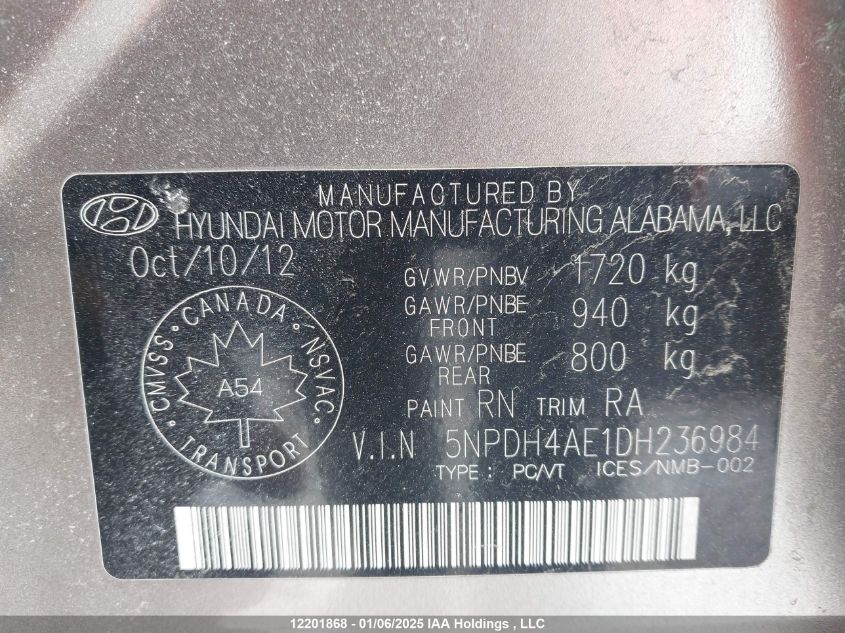 MANUFACTURED BY
HYUNDAI MOTOR MANUFACTURING ALABAMA, LLC
Oct/10/12
GVWR/PNBV 1720 kg
GAWR/PNBE FRONT 940 kg
GAWR/PNBE REAR 800 kg
PAINT RN TRIM RA
V.I.N 5NPDH4AE1DH236984
TYPE : PC/VT ICES/NMB-002
CMVSS • CANADA • NSVAC • TRANSPORT •
A54
12201868 - 01/06/2025 IAA Holdings , LLC